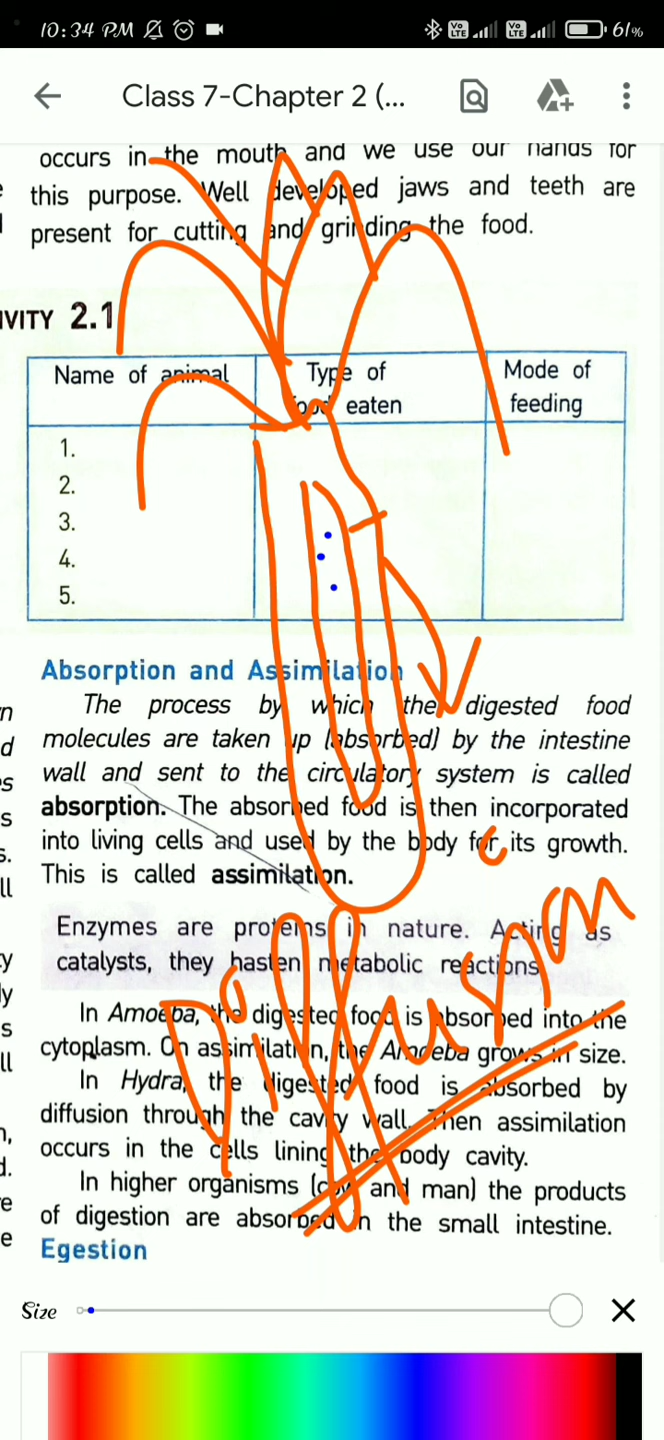 10:34 PM
Vo LTE Vo LTE 61%
Class 7-Chapter 2 (...
occurs in the mouth and we use our hands for
this purpose. Well developed jaws and teeth are
present for cutting and grinding the food.
IVITY 2.1
Name of animal Type of food eaten Mode of feeding
1.
2.
3.
4.
5.
Absorption and Assimilation
The process by which the digested food
molecules are taken up (absorbed) by the intestine
wall and sent to the circulatory system is called
absorption. The absorbed food is then incorporated
into living cells and used by the body for its growth.
This is called assimilation.
Enzymes are proteins in nature. Acting as
catalysts, they hasten metabolic reactions.
Diffusion
In Amoeba, the digested food is absorbed into the
cytoplasm. On assimilation, the Amoeba grows in size.
In Hydra, the digested food is absorbed by
diffusion through the cavity wall. Then assimilation
occurs in the cells lining the body cavity.
In higher organisms (cow and man) the products
of digestion are absorbed in the small intestine.
Egestion
Size